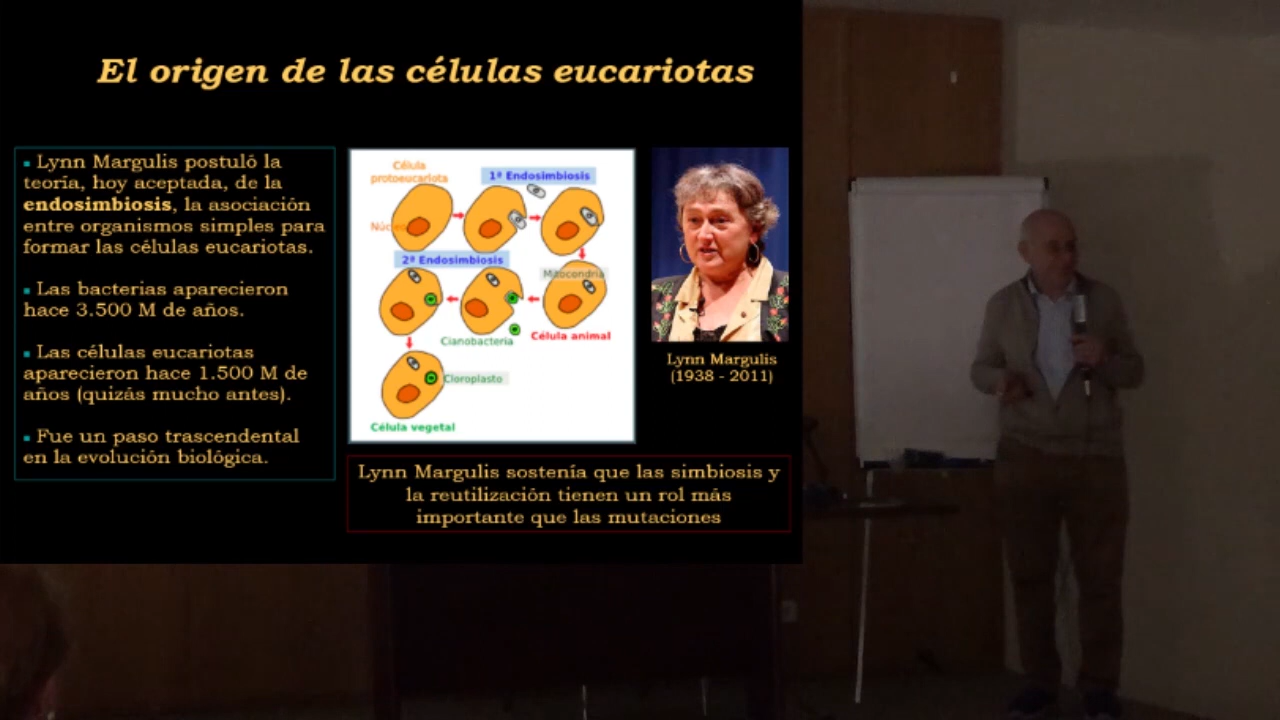 El origen de las células eucariotas
▪ Lynn Margulis postuló la
teoría, hoy aceptada, de la
endosimbiosis, la asociación
entre organismos simples para
formar las células eucariotas.
▪ Las bacterias aparecieron
hace 3.500 M de años.
▪ Las células eucariotas
aparecieron hace 1.500 M de
años (quizás mucho antes).
▪ Fue un paso trascendental
en la evolución biológica.
Célula
protoeucariota
1ª Endosimbiosis
Núcleo
2ª Endosimbiosis
Mitocondria
Cianobacteria
Célula animal
Cloroplasto
Célula vegetal
Lynn Margulis
(1938 - 2011)
Lynn Margulis sostenía que las simbiosis y
la reutilización tienen un rol más
importante que las mutaciones